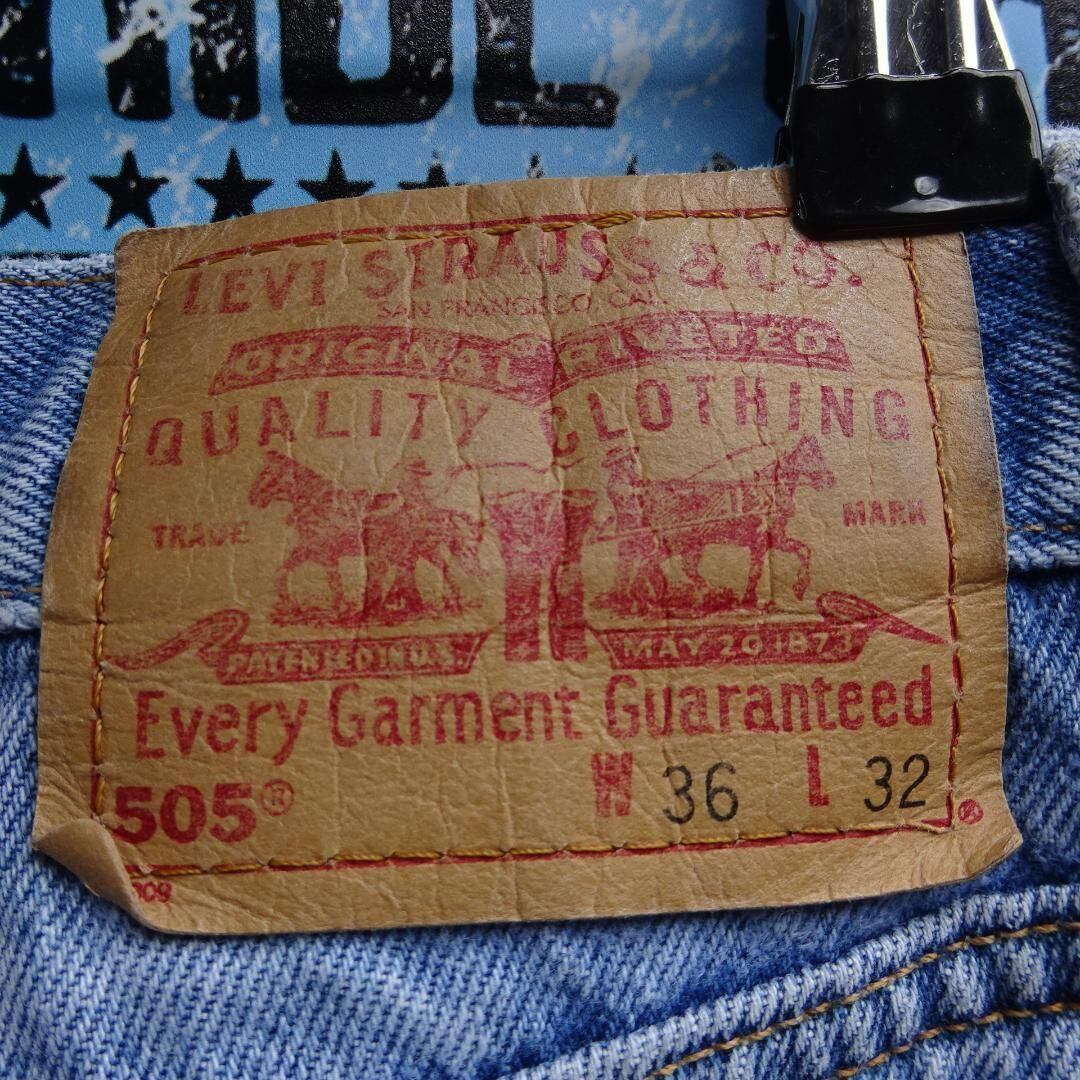 LEVI STRAUSS & CO.
SAN FRANCISCO CAL.
ORIGINAL RIVETED
QUALITY CLOTHING
TRADE MARK
PATENTED IN U.S. MAY 20 1873
Every Garment Guaranteed
505® W 36 L 32
®